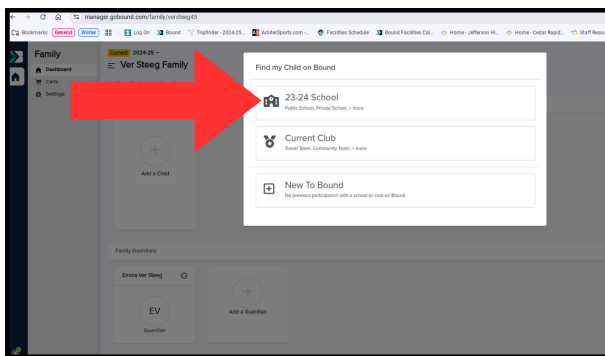 manager.gobound.com/family/versteeg45
Bookmarks General Winter Log On Bound Tripfinder - 2024-25... ArbiterSports.com -... Facilities Schedule Bound Facilities Cal... Home - Jefferson Hi... Home - Cedar Rapid... Staff Resou
Family
Dashboard
Carts
Settings
Current 2024-25
Ver Steeg Family
Add a Child
Find my Child on Bound
23-24 School
Public School, Private School, + more
Current Club
Travel Team, Community Team, + more
New To Bound
No previous participation with a school or club on Bound.
Family Guardians
Emma Ver Steeg
EV
Guardian
Add a Guardian